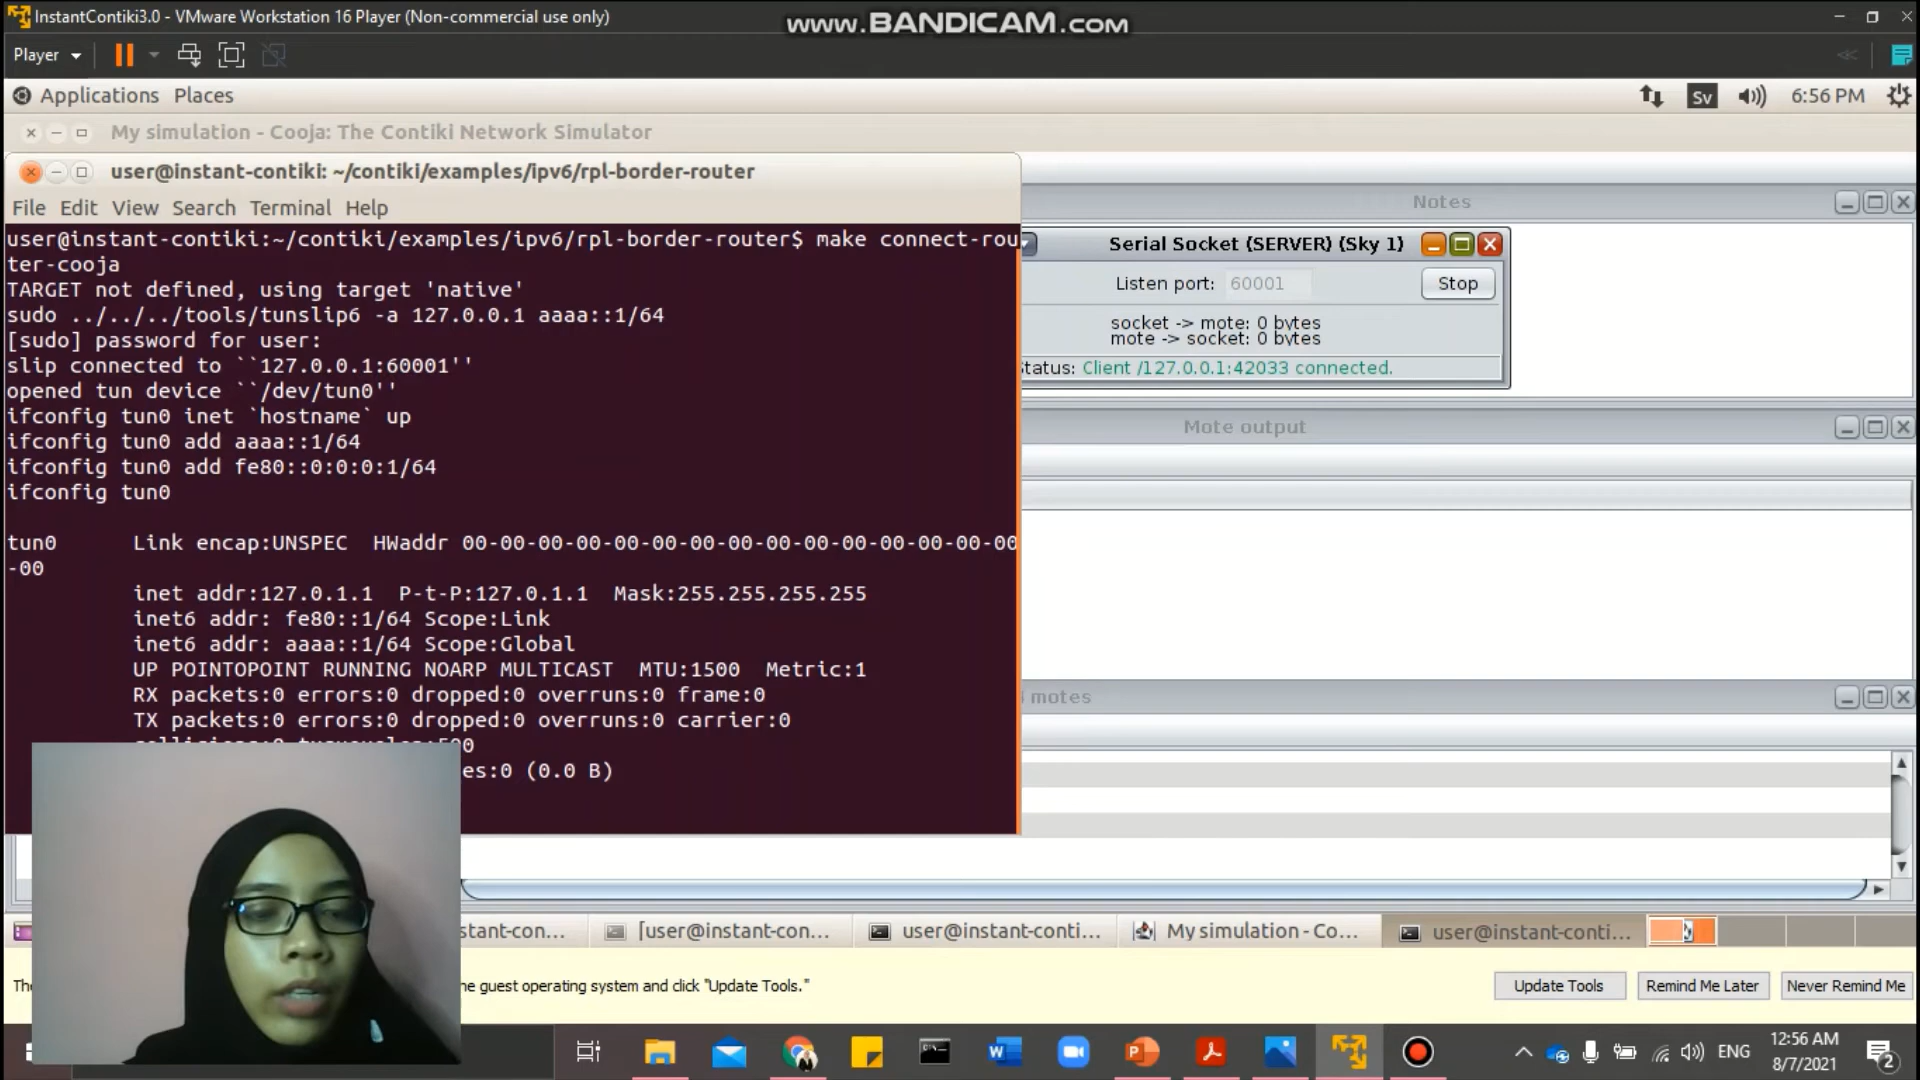 InstantContiki3.0 - VMware Workstation 16 Player (Non-commercial use only)
www.BANDICAM.com
Player
Applications Places
Sv 6:56 PM
My simulation - Cooja: The Contiki Network Simulator
user@instant-contiki: ~/contiki/examples/ipv6/rpl-border-router
File Edit View Search Terminal Help
Notes
user@instant-contiki:~/contiki/examples/ipv6/rpl-border-router$ make connect-rou
ter-cooja
TARGET not defined, using target 'native'
sudo ../../../tools/tunslip6 -a 127.0.0.1 aaaa::1/64
[sudo] password for user:
slip connected to ``127.0.0.1:60001''
opened tun device ``/dev/tun0''
ifconfig tun0 inet `hostname` up
ifconfig tun0 add aaaa::1/64
ifconfig tun0 add fe80::0:0:0:1/64
ifconfig tun0
tun0 Link encap:UNSPEC HWaddr 00-00-00-00-00-00-00-00-00-00-00-00-00-00-00
-00
inet addr:127.0.1.1 P-t-P:127.0.1.1 Mask:255.255.255.255
inet6 addr: fe80::1/64 Scope:Link
inet6 addr: aaaa::1/64 Scope:Global
UP POINTOPOINT RUNNING NOARP MULTICAST MTU:1500 Metric:1
RX packets:0 errors:0 dropped:0 overruns:0 frame:0
TX packets:0 errors:0 dropped:0 overruns:0 carrier:0
es:0 (0.0 B)
Serial Socket (SERVER) (Sky 1)
Listen port: 60001
Stop
socket -> mote: 0 bytes
mote -> socket: 0 bytes
Status: Client /127.0.0.1:42033 connected.
Mote output
motes
stant-con... [user@instant-con... user@instant-conti... My simulation - Co... user@instant-conti...
The
ne guest operating system and click "Update Tools."
Update Tools Remind Me Later Never Remind Me
ENG
12:56 AM
8/7/2021
2